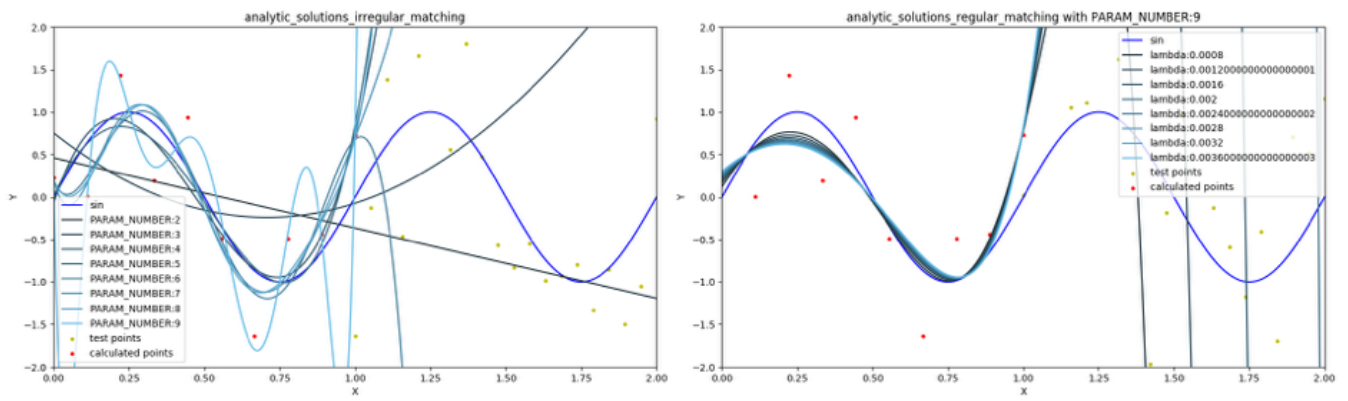 analytic_solutions_irregular_matching
2.0
1.5
1.0
0.5
0.0
−0.5
−1.0
−1.5
−2.0
Y
sin
PARAM_NUMBER:2
PARAM_NUMBER:3
PARAM_NUMBER:4
PARAM_NUMBER:5
PARAM_NUMBER:6
PARAM_NUMBER:7
PARAM_NUMBER:8
PARAM_NUMBER:9
test points
calculated points
0.00 0.25 0.50 0.75 1.00 1.25 1.50 1.75 2.00
X
analytic_solutions_regular_matching with PARAM_NUMBER:9
2.0
1.5
1.0
0.5
0.0
−0.5
−1.0
−1.5
−2.0
Y
sin
lambda:0.0008
lambda:0.0012000000000000001
lambda:0.0016
lambda:0.002
lambda:0.0024000000000000002
lambda:0.0028
lambda:0.0032
lambda:0.0036000000000000003
test points
calculated points
0.00 0.25 0.50 0.75 1.00 1.25 1.50 1.75 2.00
X